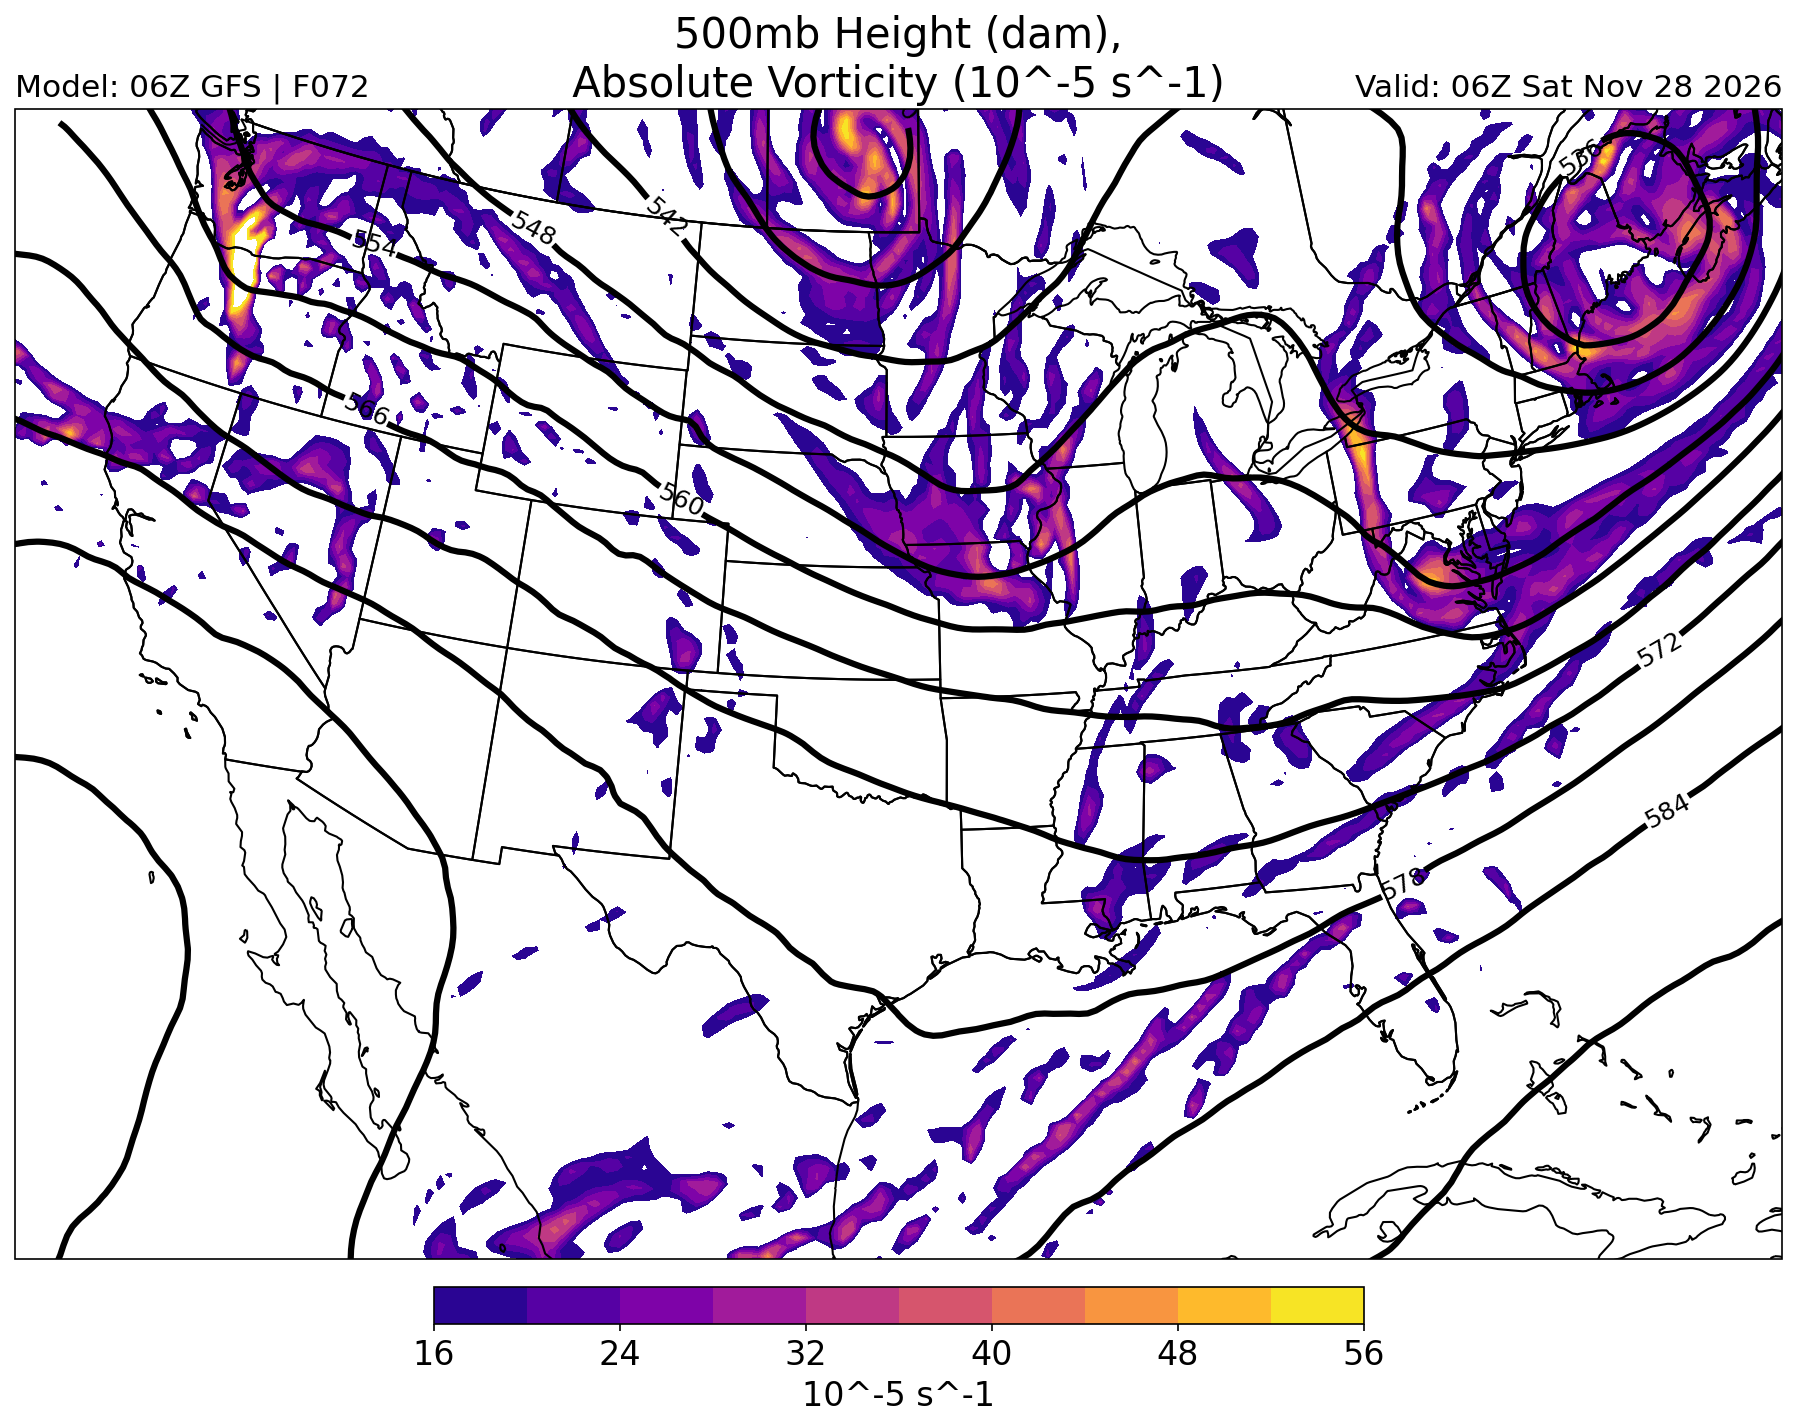 500mb Height (dam),
Absolute Vorticity (10^-5 s^-1)
Model: 06Z GFS | F072
Valid: 06Z Sat Nov 28 2026
536
542
548
554
566
560
572
584
578
16 24 32 40 48 56
10^-5 s^-1